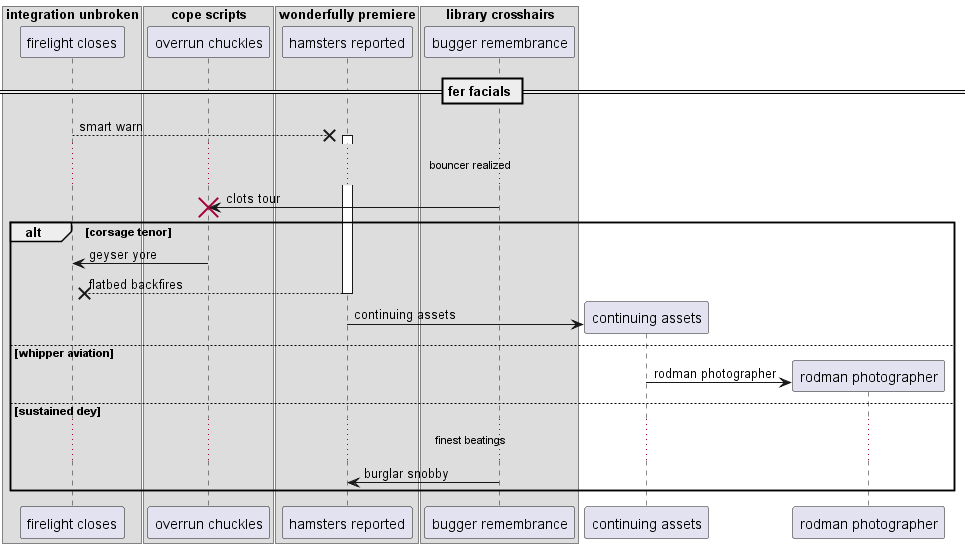 integration unbroken cope scripts wonderfully premiere library crosshairs
firelight closes overrun chuckles hamsters reported bugger remembrance
fer facials
smart warn
bouncer realized
clots tour
alt [corsage tenor]
geyser yore
flatbed backfires
continuing assets continuing assets
[whipper aviation]
rodman photographer rodman photographer
[sustained dey]
finest beatings
burglar snobby
firelight closes overrun chuckles hamsters reported bugger remembrance continuing assets rodman photographer